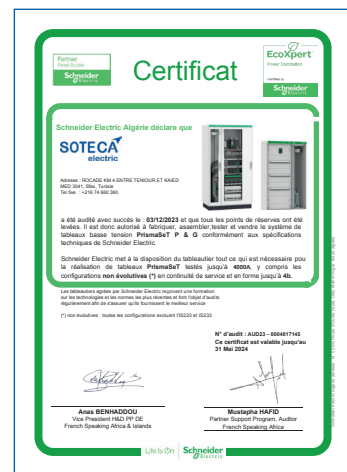 Partner
Panel Builder
Schneider
Electric
Certificat
EcoXpert
Power Distribution
Certified by
Schneider
Electric
Schneider Electric Algérie déclare que
SOTECA
electric
Adresse : ROCADE KM 4 ENTRE TENIOUR ET KAIED
MED 3041, Sfax, Tunisie
Tel fixe : +216 74 660 360
a été audité avec succès le : 03/12/2023 et que tous les points de réserves ont été
levées. Il est donc autorisé à fabriquer, assembler,tester et vendre le système de
tableaux basse tension PrismaSeT P & G conformément aux spécifications
techniques de Schneider Electric.
Schneider Electric met à la disposition du tableautier tout ce qui est nécessaire pou
la réalisation de tableaux PrismaSeT testés jusqu'à 4000A, y compris les
configurations non évolutives (*) en continuité de service et en forme jusqu'à 4b.
Les tableautiers agréés par Schneider Electric reçoivent une formation
sur les technologies et les normes les plus récentes et font l'objet d'audits
régulièrement afin de s'assurer qu'ils fournissent le meilleur service
(*) non évolutives : toutes les configurations excluant l'IS223 et IS233
N° d'audit : AUD23 – 0004817145
Ce certificat est valable jusqu'au
31 Mai 2024
Anas BENHADDOU
Vice President H&D PP DE
French Speaking Africa & Islands
Mustapha HAFID
Partner Support Program, Auditor
French Speaking Africa
Life Is On
Schneider
Electric